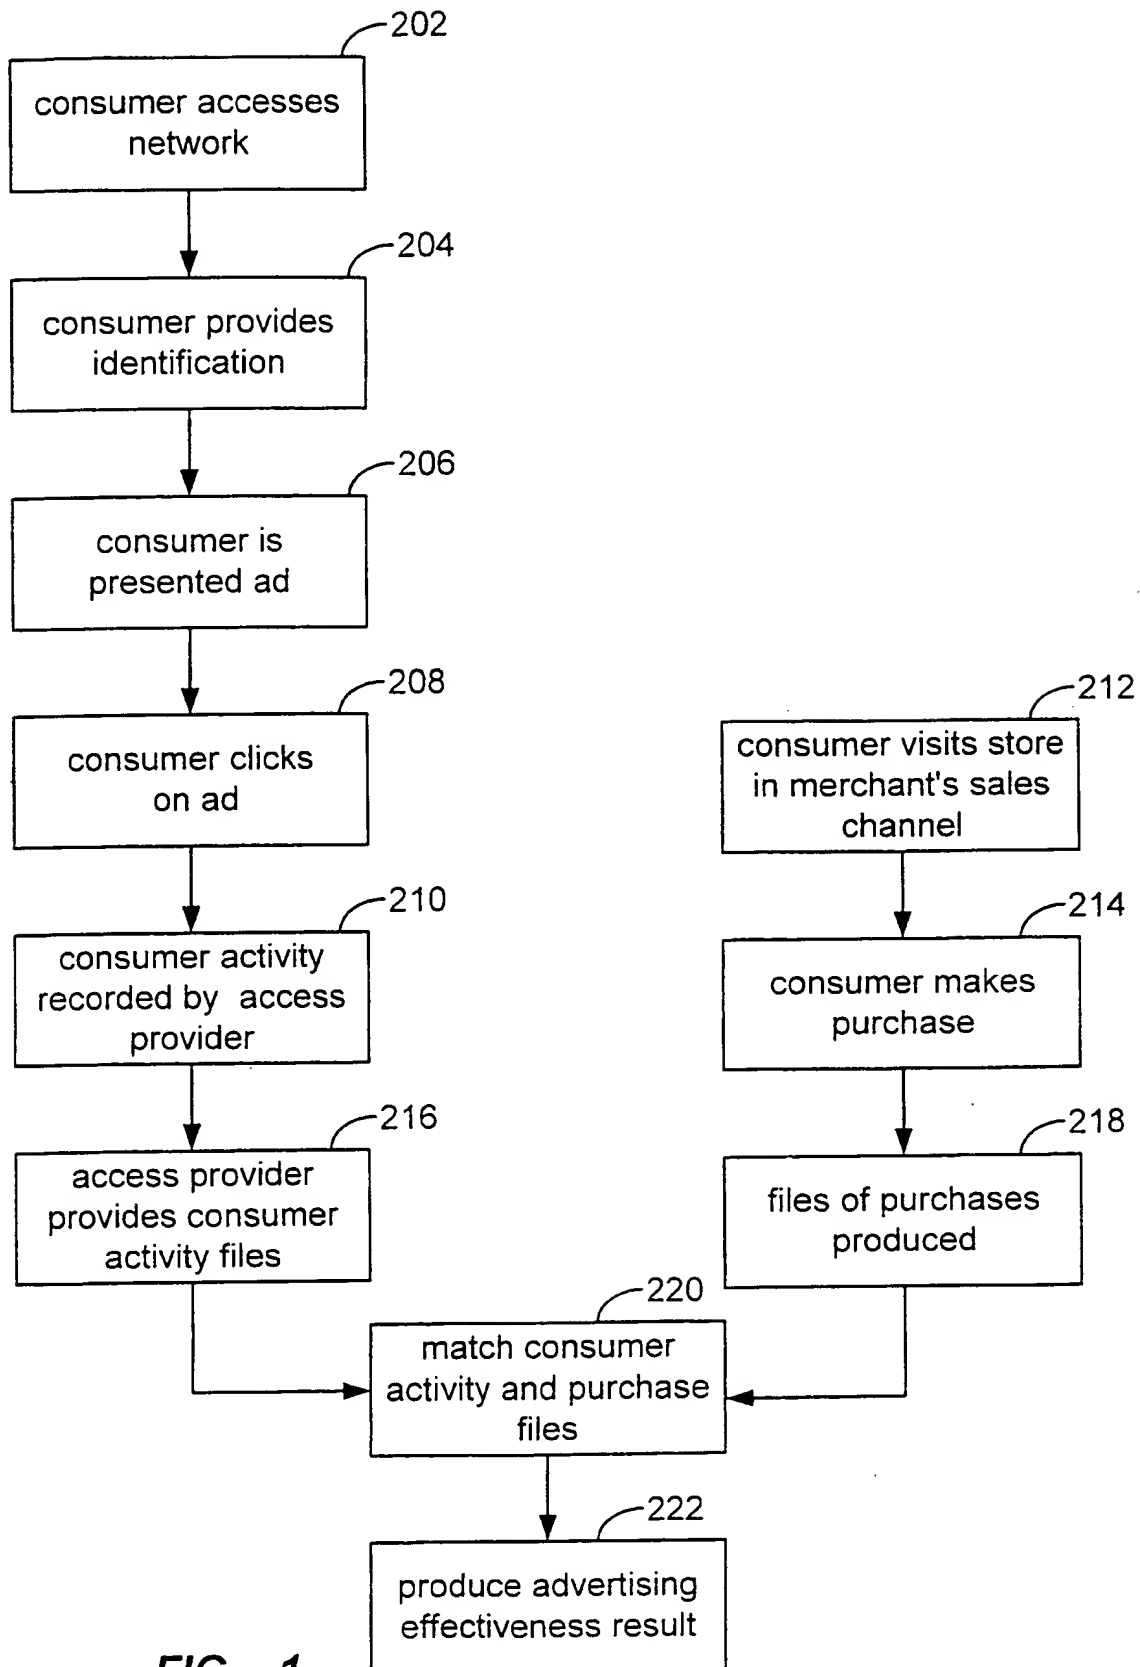 202
consumer accesses
network
204
consumer provides
identification
206
consumer is
presented ad
208
consumer clicks
on ad
210
consumer activity
recorded by access
provider
216
access provider
provides consumer
activity files
212
consumer visits store
in merchant's sales
channel
214
consumer makes
purchase
218
files of purchases
produced
220
match consumer
activity and purchase
files
222
produce advertising
effectiveness result
FIG. 1